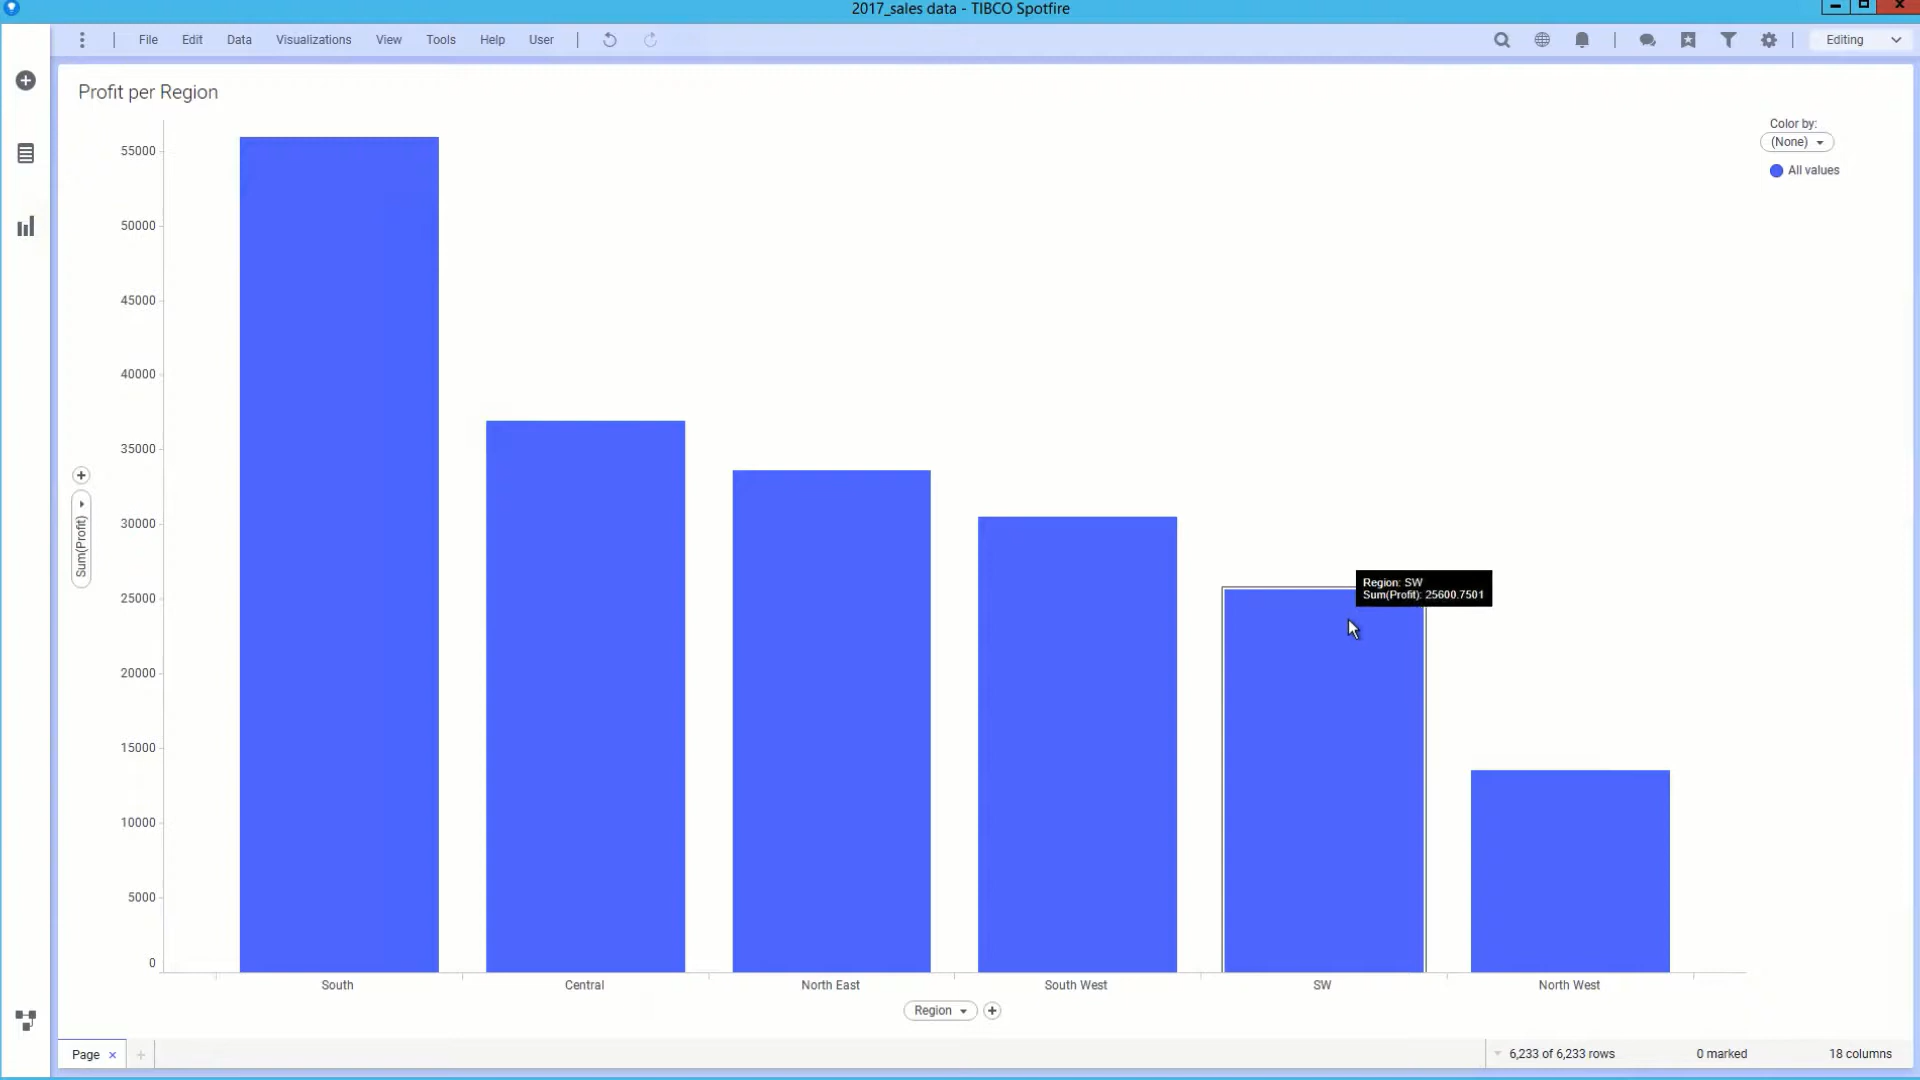 2017_sales data - TIBCO Spotfire
File Edit Data Visualizations View Tools Help User Editing
Profit per Region
Color by:
(None)
All values
55000
50000
45000
40000
35000
30000
25000
20000
15000
10000
5000
0
Sum(Profit)
Region: SW
Sum(Profit): 25600.7501
South Central North East South West SW North West
Region
Page 6,233 of 6,233 rows 0 marked 18 columns